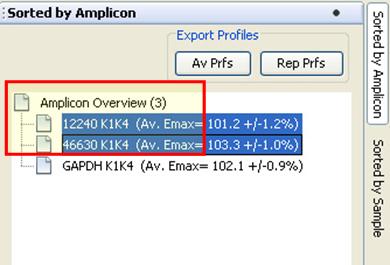 Sorted by Amplicon
Export Profiles
Av Prfs
Rep Prfs
Amplicon Overview (3)
12240 K1K4 (Av. Emax= 101.2 +/-1.2%)
46630 K1K4 (Av. Emax= 103.3 +/-1.0%)
GAPDH K1K4 (Av. Emax= 102.1 +/-0.9%)
Sorted by Amplicon
Sorted by Sample